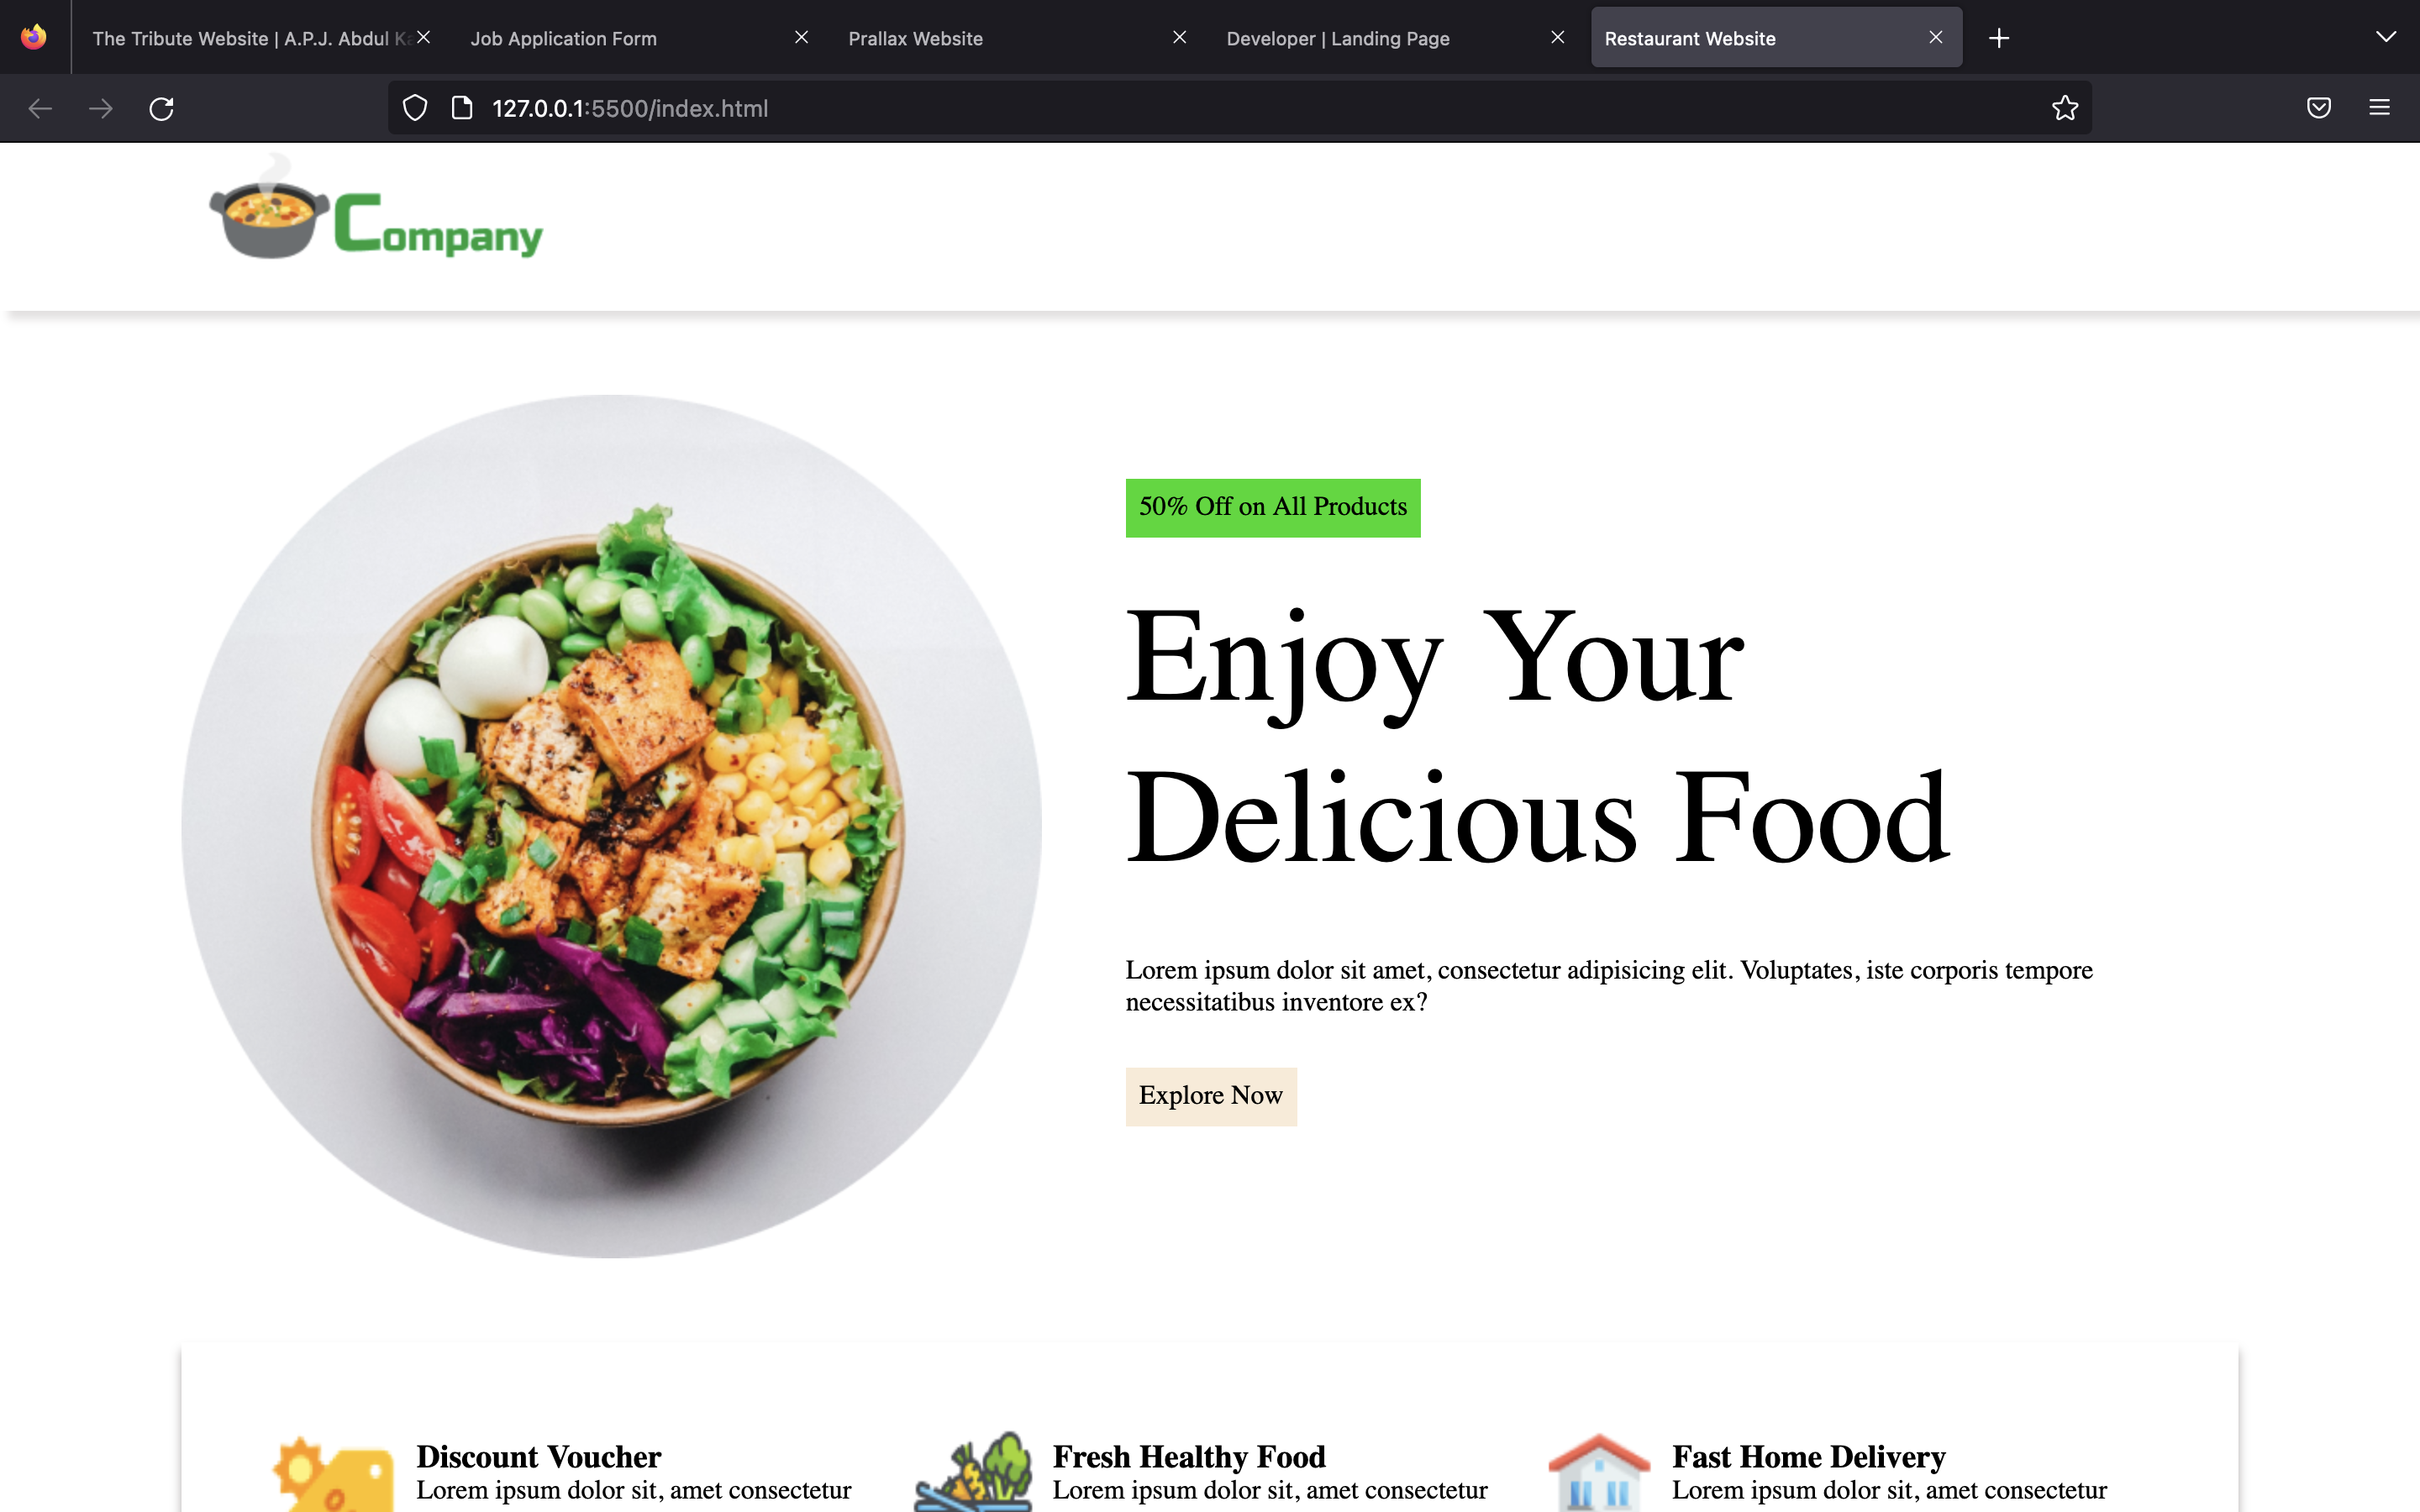 The Tribute Website | A.P.J. Abdul Ka
Job Application Form
Prallax Website
Developer | Landing Page
Restaurant Website
127.0.0.1:5500/index.html
Company
50% Off on All Products
Enjoy Your
Delicious Food
Lorem ipsum dolor sit amet, consectetur adipisicing elit. Voluptates, iste corporis tempore
necessitatibus inventore ex?
Explore Now
Discount Voucher
Lorem ipsum dolor sit, amet consectetur
Fresh Healthy Food
Lorem ipsum dolor sit, amet consectetur
Fast Home Delivery
Lorem ipsum dolor sit, amet consectetur